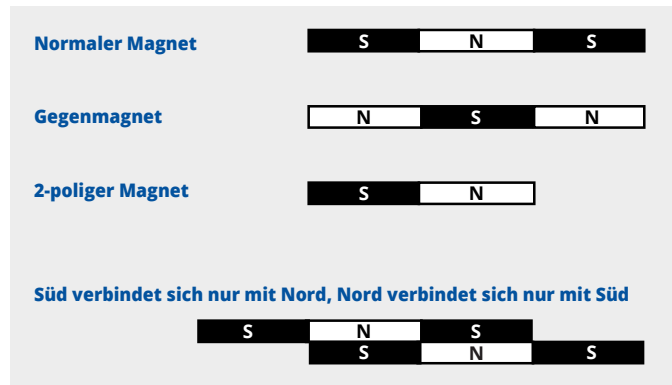 Normaler Magnet S N S
Gegenmagnet N S N
2-poliger Magnet S N
Süd verbindet sich nur mit Nord, Nord verbindet sich nur mit Süd
S N S
S N S